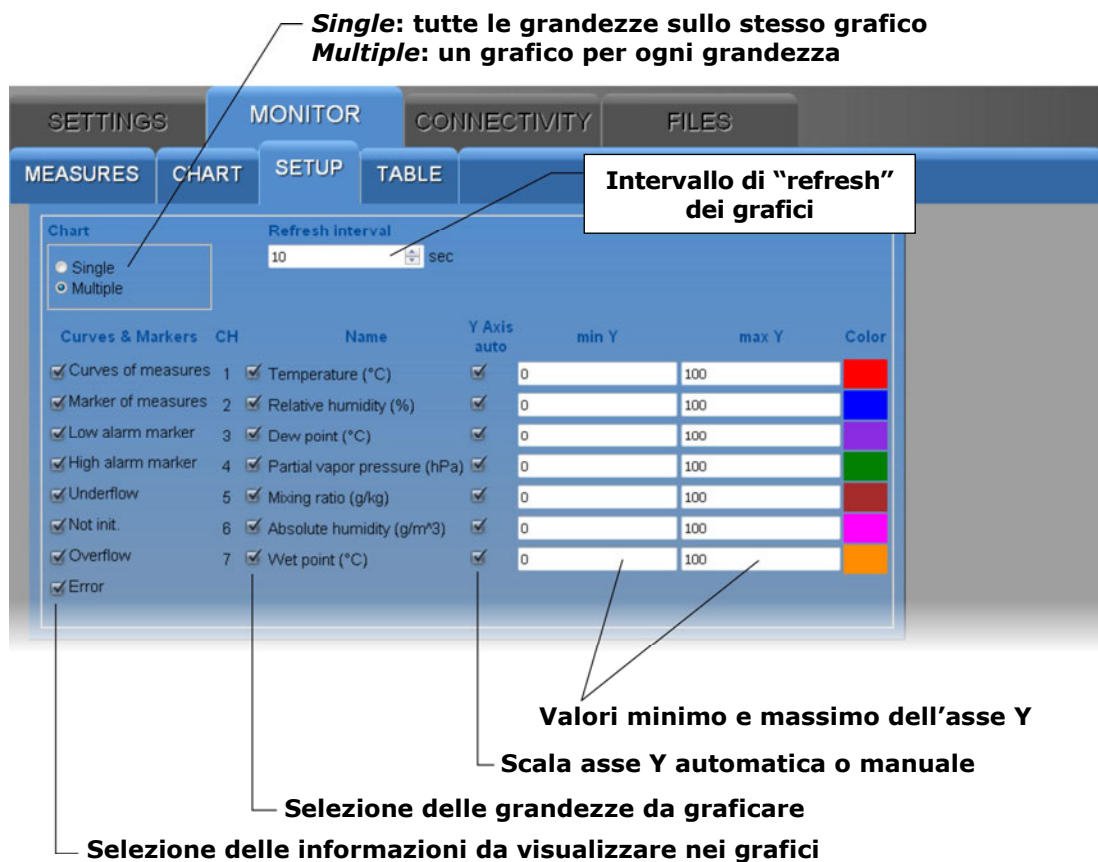 Single: tutte le grandezze sullo stesso grafico
Multiple: un grafico per ogni grandezza
SETTINGS MONITOR CONNECTIVITY FILES
MEASURES CHART SETUP TABLE
Intervallo di “refresh”
dei grafici
Chart Refresh interval
Single
Multiple
10 sec
Curves & Markers CH Name Y Axis auto min Y max Y Color
Curves of measures 1 Temperature (°C) 0 100
Marker of measures 2 Relative humidity (%) 0 100
Low alarm marker 3 Dew point (°C) 0 100
High alarm marker 4 Partial vapor pressure (hPa) 0 100
Underflow 5 Mixing ratio (g/kg) 0 100
Not init. 6 Absolute humidity (g/m^3) 0 100
Overflow 7 Wet point (°C) 0 100
Error
Valori minimo e massimo dell’asse Y
Scala asse Y automatica o manuale
Selezione delle grandezze da graficare
Selezione delle informazioni da visualizzare nei grafici